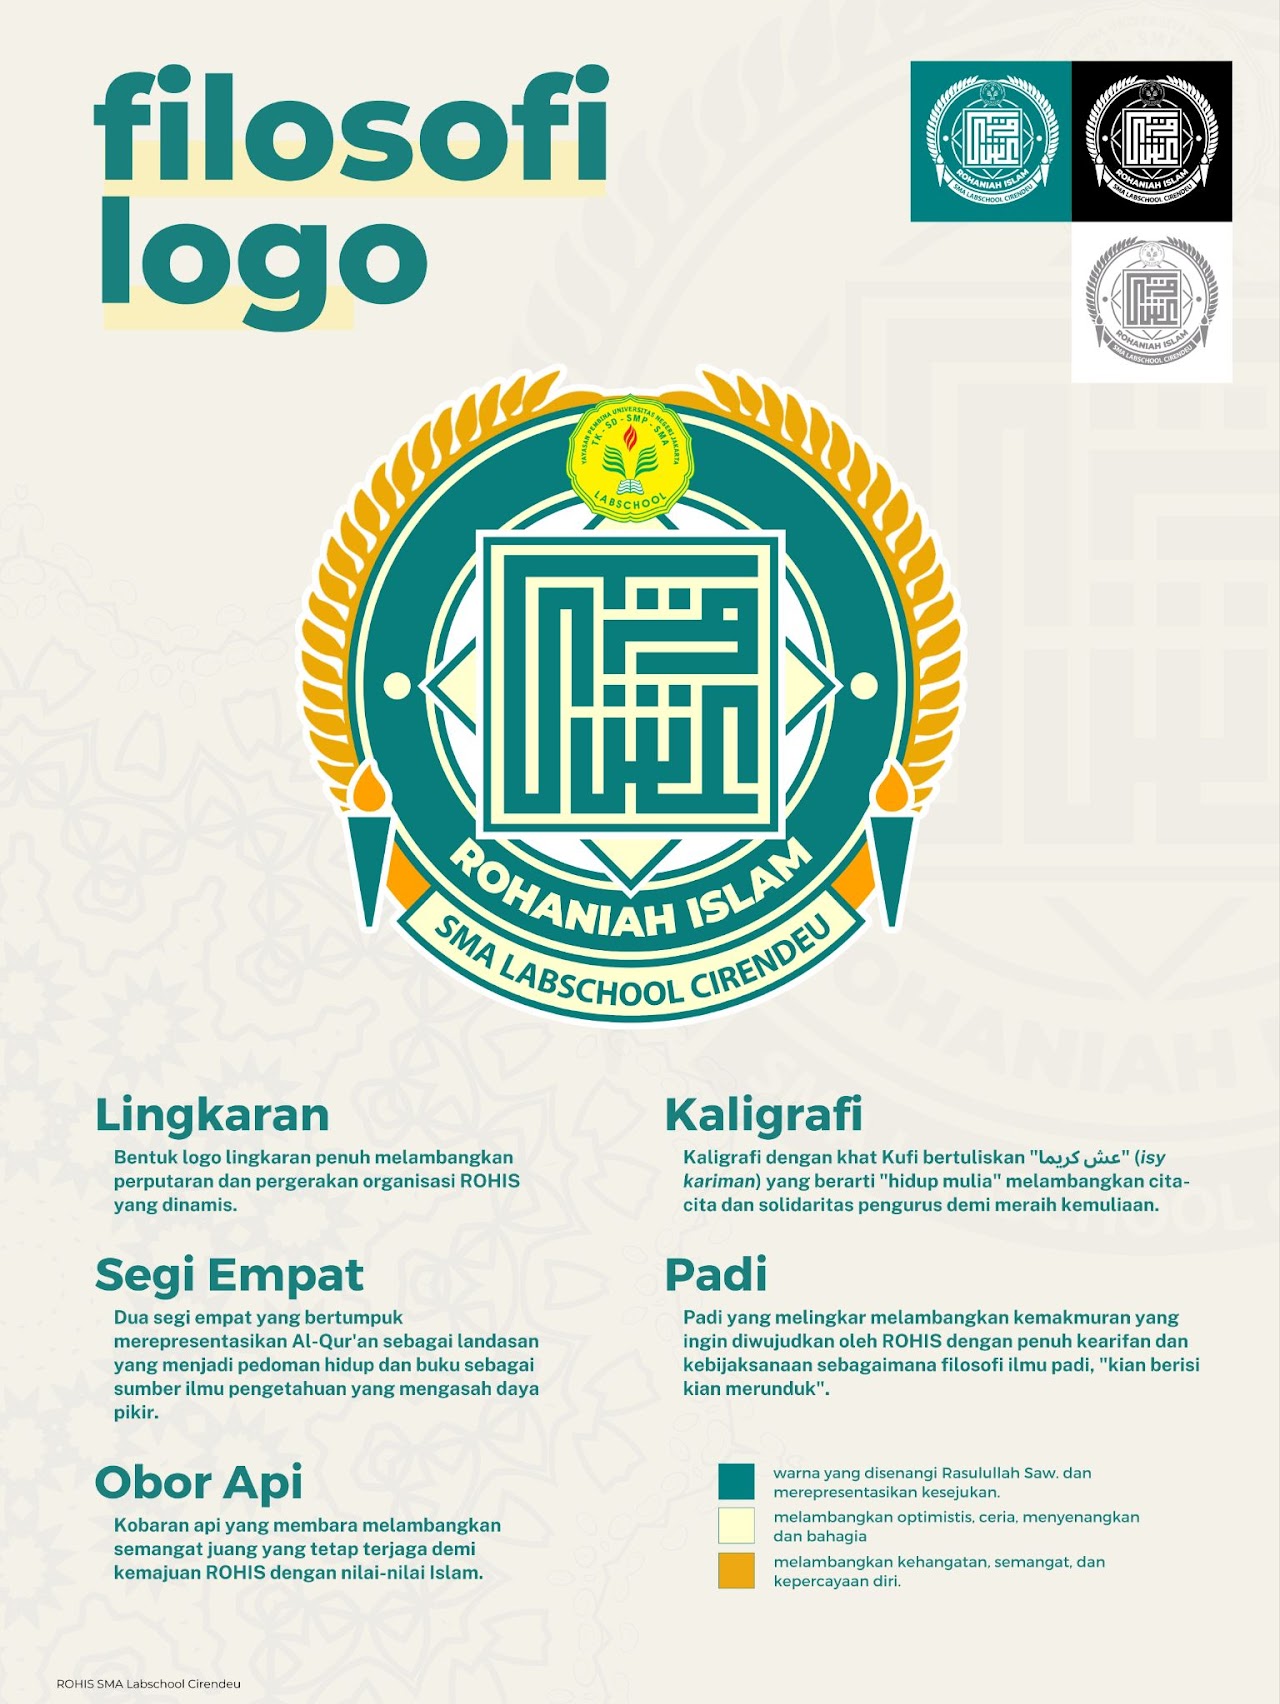 filosofi
logo
ROHANIAH ISLAM
SMA LABSCHOOL CIRENDEU
ROHANIAH ISLAM
SMA LABSCHOOL CIRENDEU
ROHANIAH ISLAM
SMA LABSCHOOL CIRENDEU
YAYASAN PEMBINA UNIVERSITAS NEGERI JAKARTA
TK - SD - SMP - SMA
LABSCHOOL
ROHANIAH ISLAM
SMA LABSCHOOL CIRENDEU
Lingkaran
Bentuk logo lingkaran penuh melambangkan
perputaran dan pergerakan organisasi ROHIS
yang dinamis.
Kaligrafi
Kaligrafi dengan khat Kufi bertuliskan "عش كريما" (isy
kariman) yang berarti "hidup mulia" melambangkan cita-
cita dan solidaritas pengurus demi meraih kemuliaan.
Segi Empat
Dua segi empat yang bertumpuk
merepresentasikan Al-Qur'an sebagai landasan
yang menjadi pedoman hidup dan buku sebagai
sumber ilmu pengetahuan yang mengasah daya
pikir.
Padi
Padi yang melingkar melambangkan kemakmuran yang
ingin diwujudkan oleh ROHIS dengan penuh kearifan dan
kebijaksanaan sebagaimana filosofi ilmu padi, "kian berisi
kian merunduk".
Obor Api
Kobaran api yang membara melambangkan
semangat juang yang tetap terjaga demi
kemajuan ROHIS dengan nilai-nilai Islam.
warna yang disenangi Rasulullah Saw. dan
merepresentasikan kesejukan.
melambangkan optimistis, ceria, menyenangkan
dan bahagia
melambangkan kehangatan, semangat, dan
kepercayaan diri.
ROHIS SMA Labschool Cirendeu